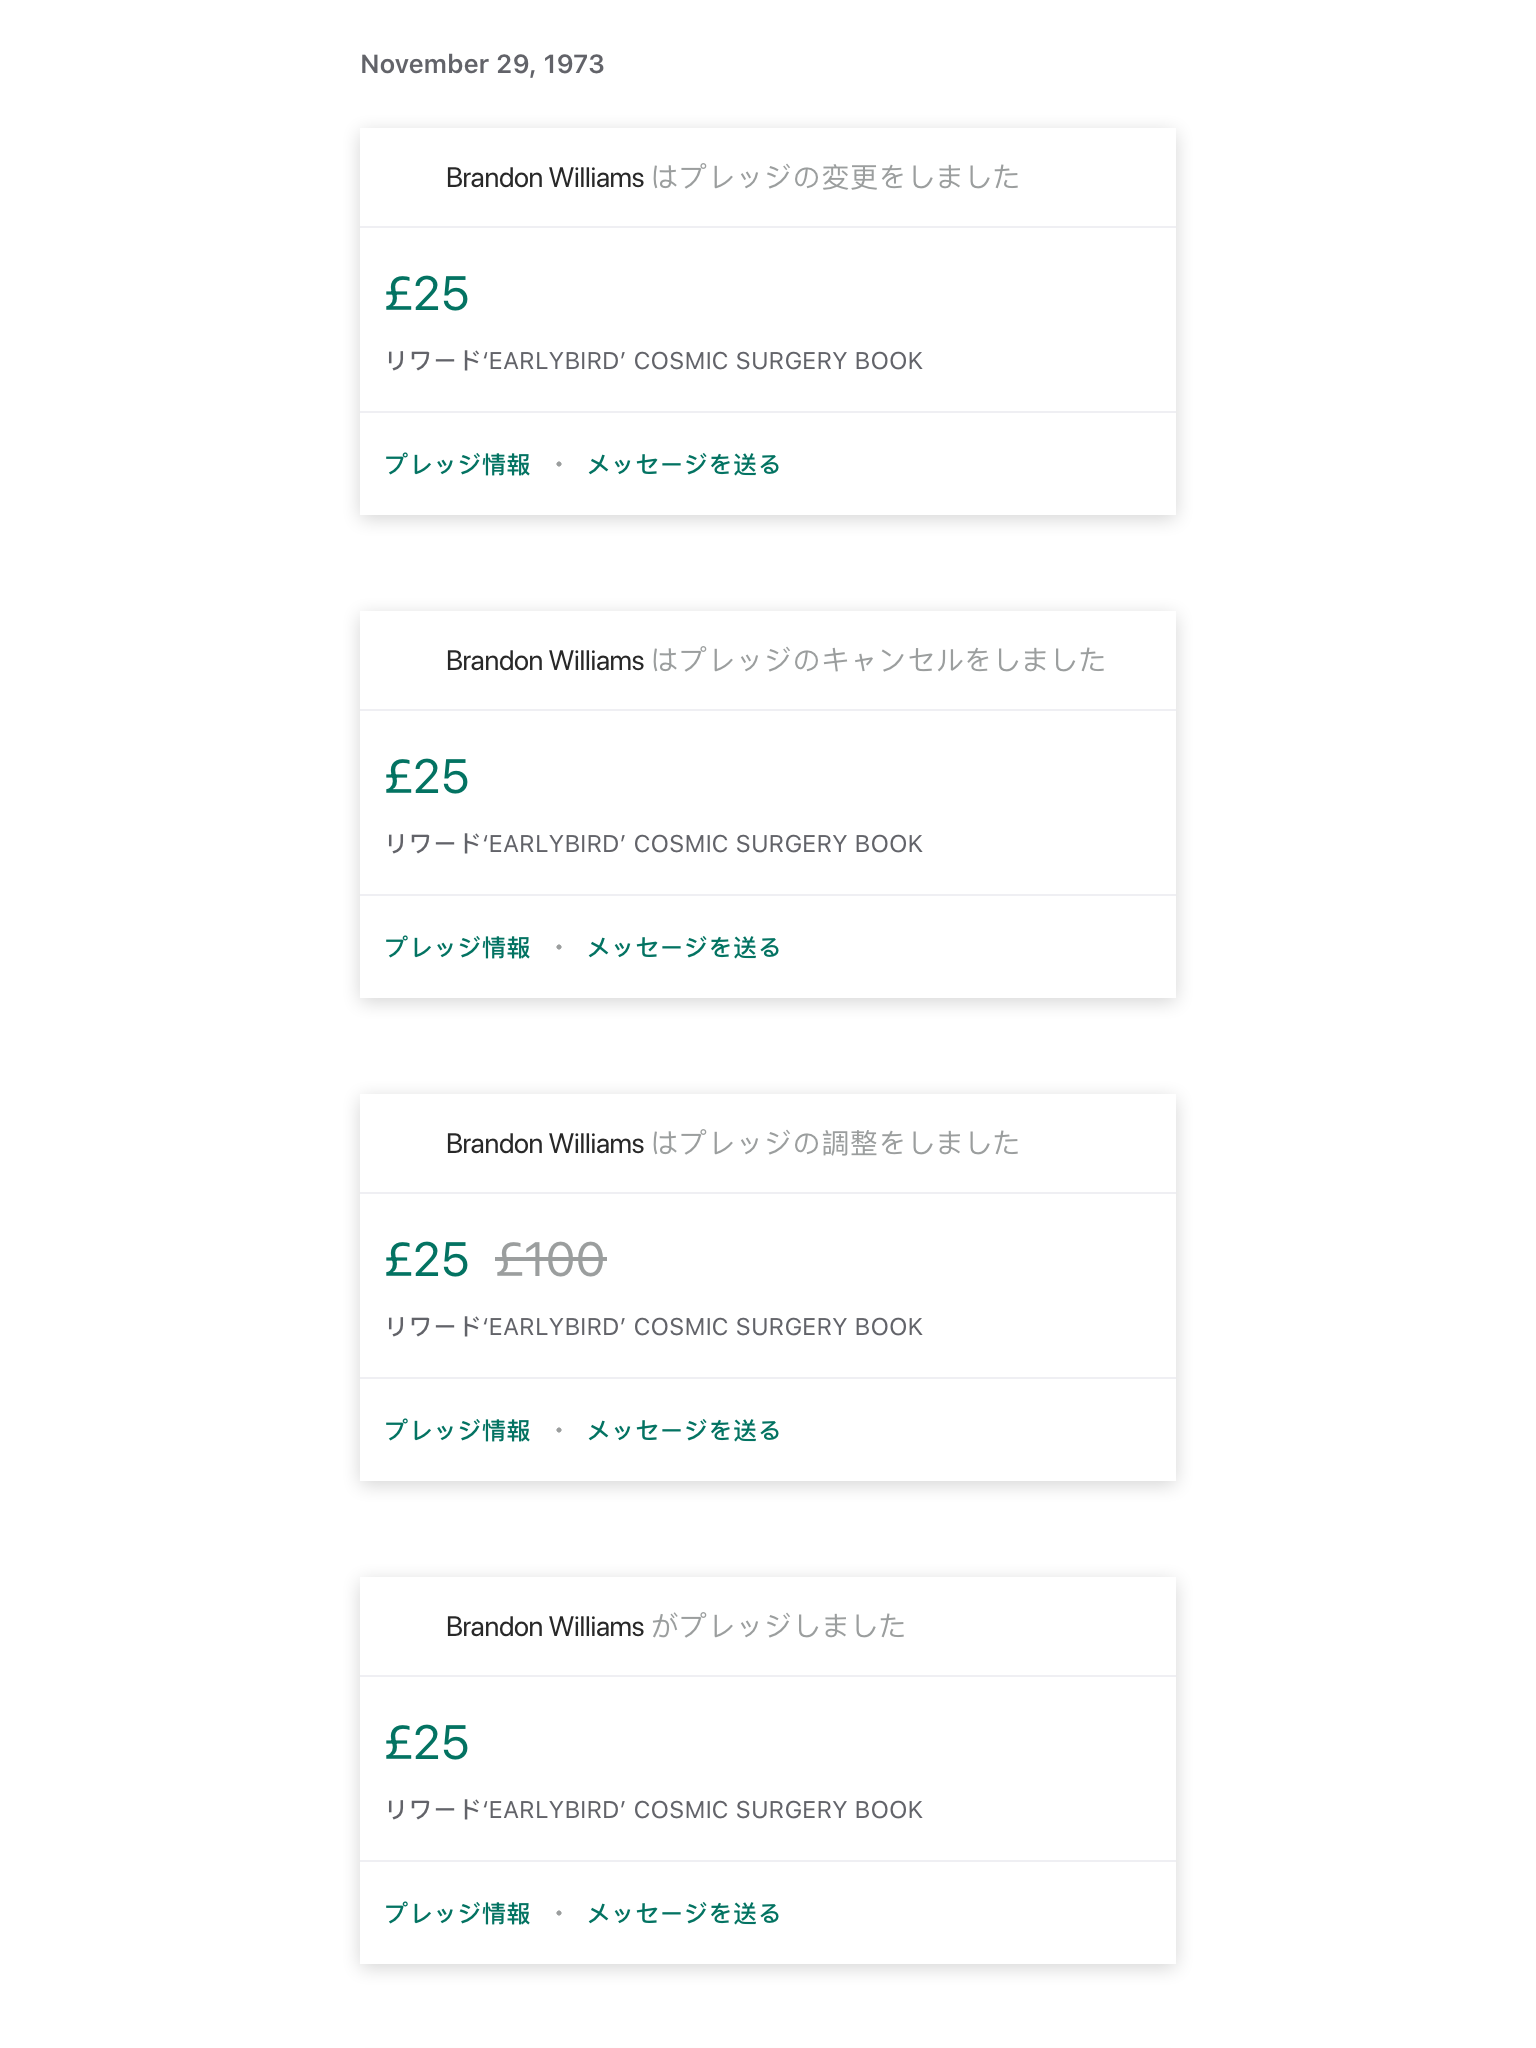 November 29, 1973
Brandon Williams はプレッジの変更をしました
£25
リワード‘EARLYBIRD’ COSMIC SURGERY BOOK
プレッジ情報 • メッセージを送る
Brandon Williams はプレッジのキャンセルをしました
£25
リワード‘EARLYBIRD’ COSMIC SURGERY BOOK
プレッジ情報 • メッセージを送る
Brandon Williams はプレッジの調整をしました
£25 £100
リワード‘EARLYBIRD’ COSMIC SURGERY BOOK
プレッジ情報 • メッセージを送る
Brandon Williams がプレッジしました
£25
リワード‘EARLYBIRD’ COSMIC SURGERY BOOK
プレッジ情報 • メッセージを送る